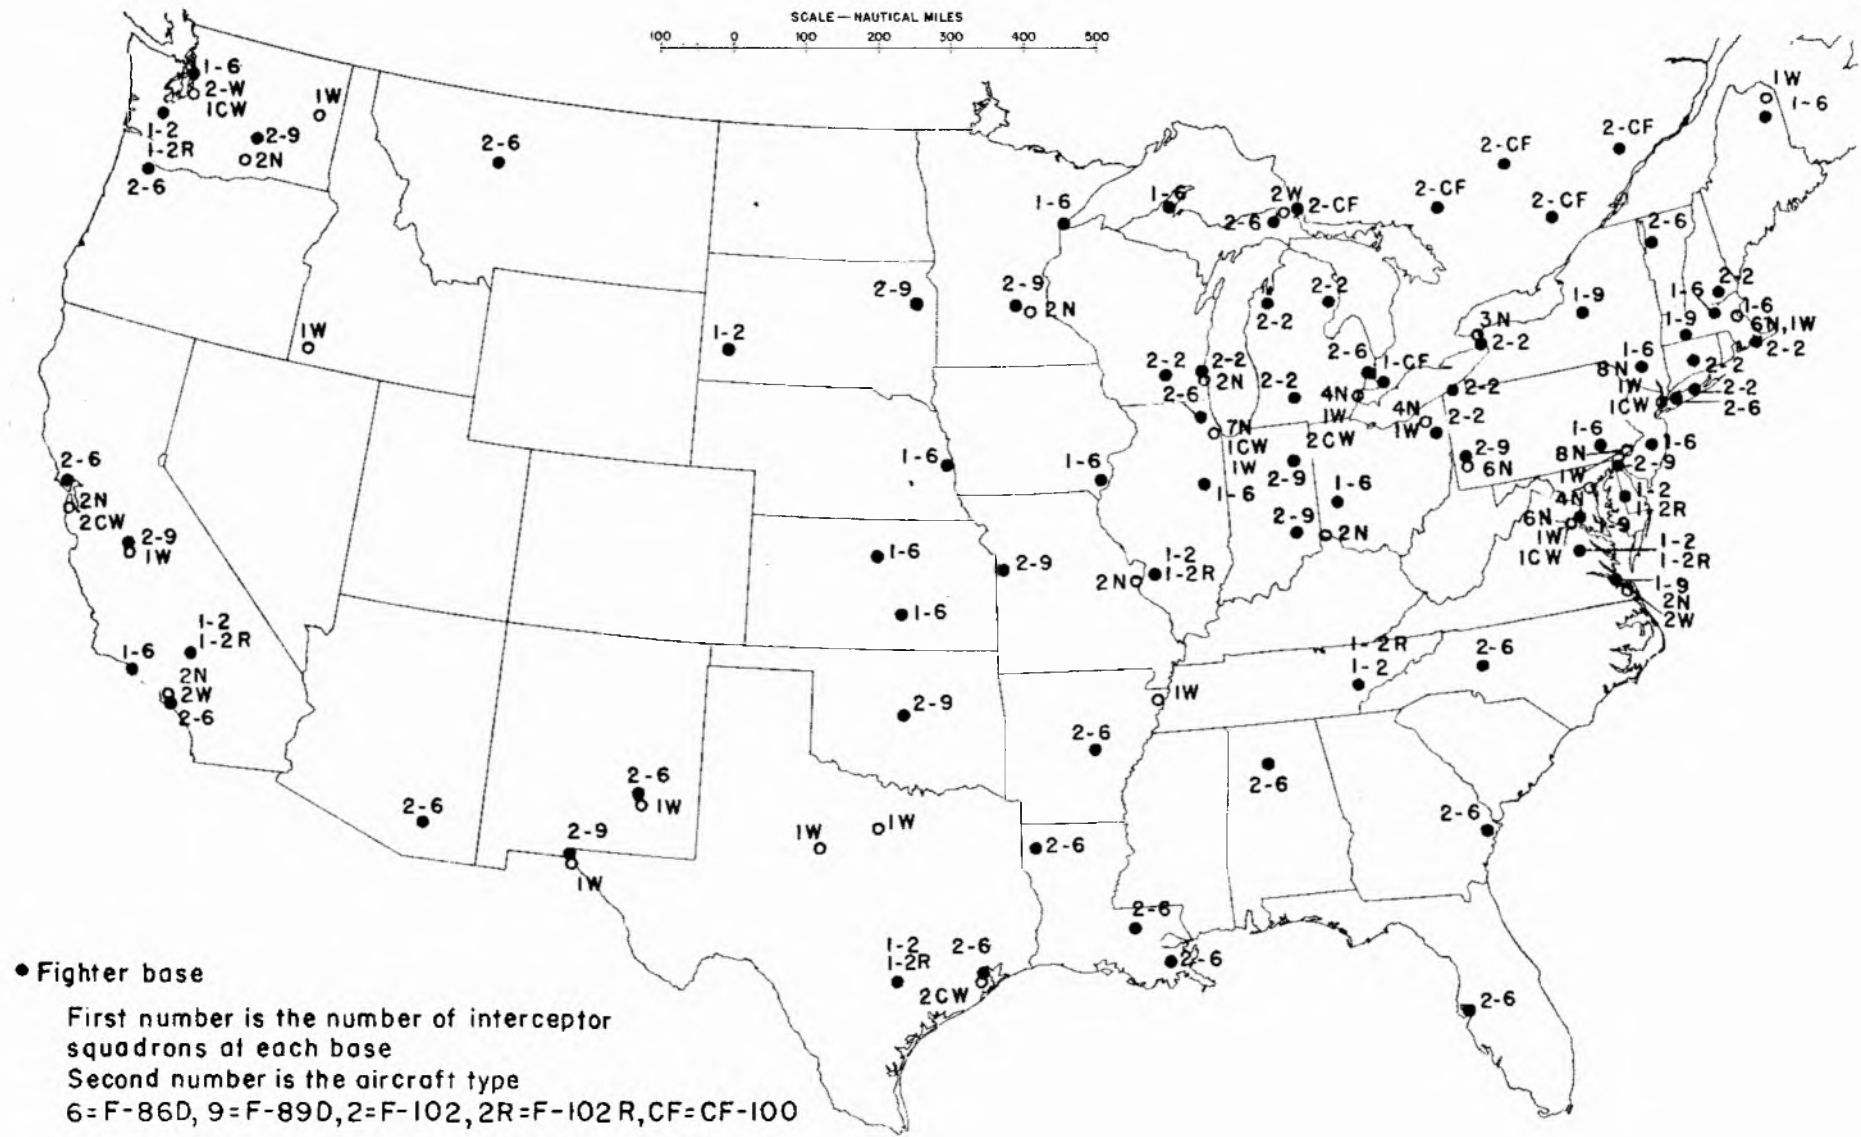 SCALE — NAUTICAL MILES
100 0 100 200 300 400 500
1-6
2-W
1CW
1W
1-2
1-2R
2-9
2N
2-6
2-6
1W
2-6
2N
2CW
2-9
1W
1-2
1-2R
1-6
2N
2W
2-6
2-6
2-6
1W
2-9
1W
1-2
2-9
2-9
2N
1-6
1-6
2W
2-CF
2-6
2-CF
2-CF
2-CF
2-CF
1W
1-6
2-6
2-2
1-6
1-6
6N,1W
2-2
1-9
1-9
3N
2-2
2-2
2-2
2-2
2-2
2N
2-6
2-2
2-6
1-CF
4N
1W
2CW
4N
1W
2-2
2-2
1-6
8N
1W
1CW
2-2
2-2
2-6
7N
1CW
1W
2-9
1-6
1-6
1-6
1-6
2-9
2N
2-9
6N
1-6
8N
1-6
2-9
1W
4N
1-2
1-2R
6N
1W
1CW
1-9
1-2
1-2R
1-9
2N
2W
1-6
1-6
2-9
2N
1-2
1-2R
1-2R
1-2
2-6
2-9
1W
2-6
2-6
2-6
1W
1W
2-6
2-6
2-6
1-2
1-2R
2-6
2CW
2-6
Fighter base
First number is the number of interceptor
squadrons at each base
Second number is the aircraft type
6=F-86D, 9=F-89D, 2=F-102, 2R=F-102R, CF=CF-100